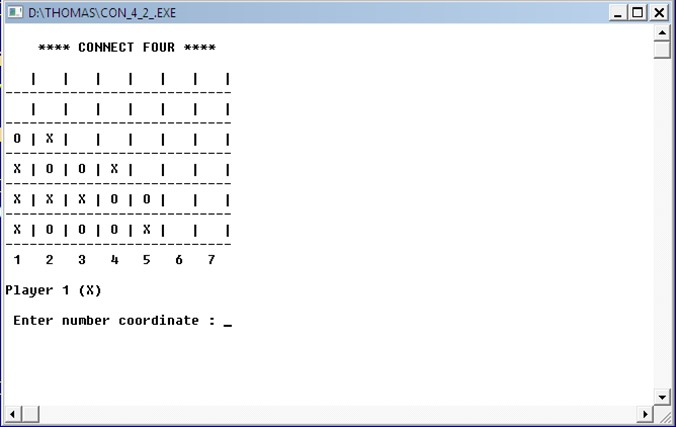 D:\THOMAS\CON_4_2_.EXE
**** CONNECT FOUR ****
| | | | | | |
-----------------------------
| | | | | | |
-----------------------------
O | X | | | | | |
-----------------------------
X | O | O | X | | | |
-----------------------------
X | X | X | O | O | | |
-----------------------------
X | O | O | O | X | | |
-----------------------------
1 2 3 4 5 6 7
Player 1 (X)
Enter number coordinate : _